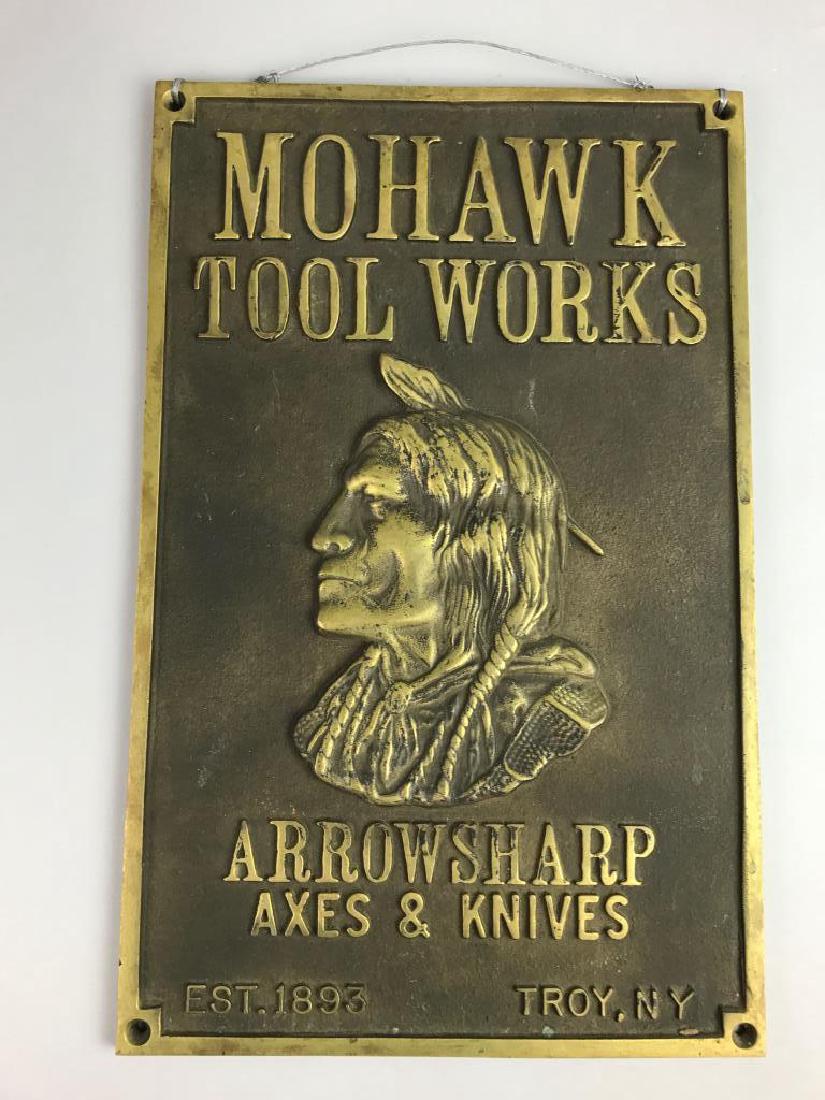 MOHAWK
TOOL WORKS
ARROWSHARP
AXES & KNIVES
EST. 1893 TROY, NY